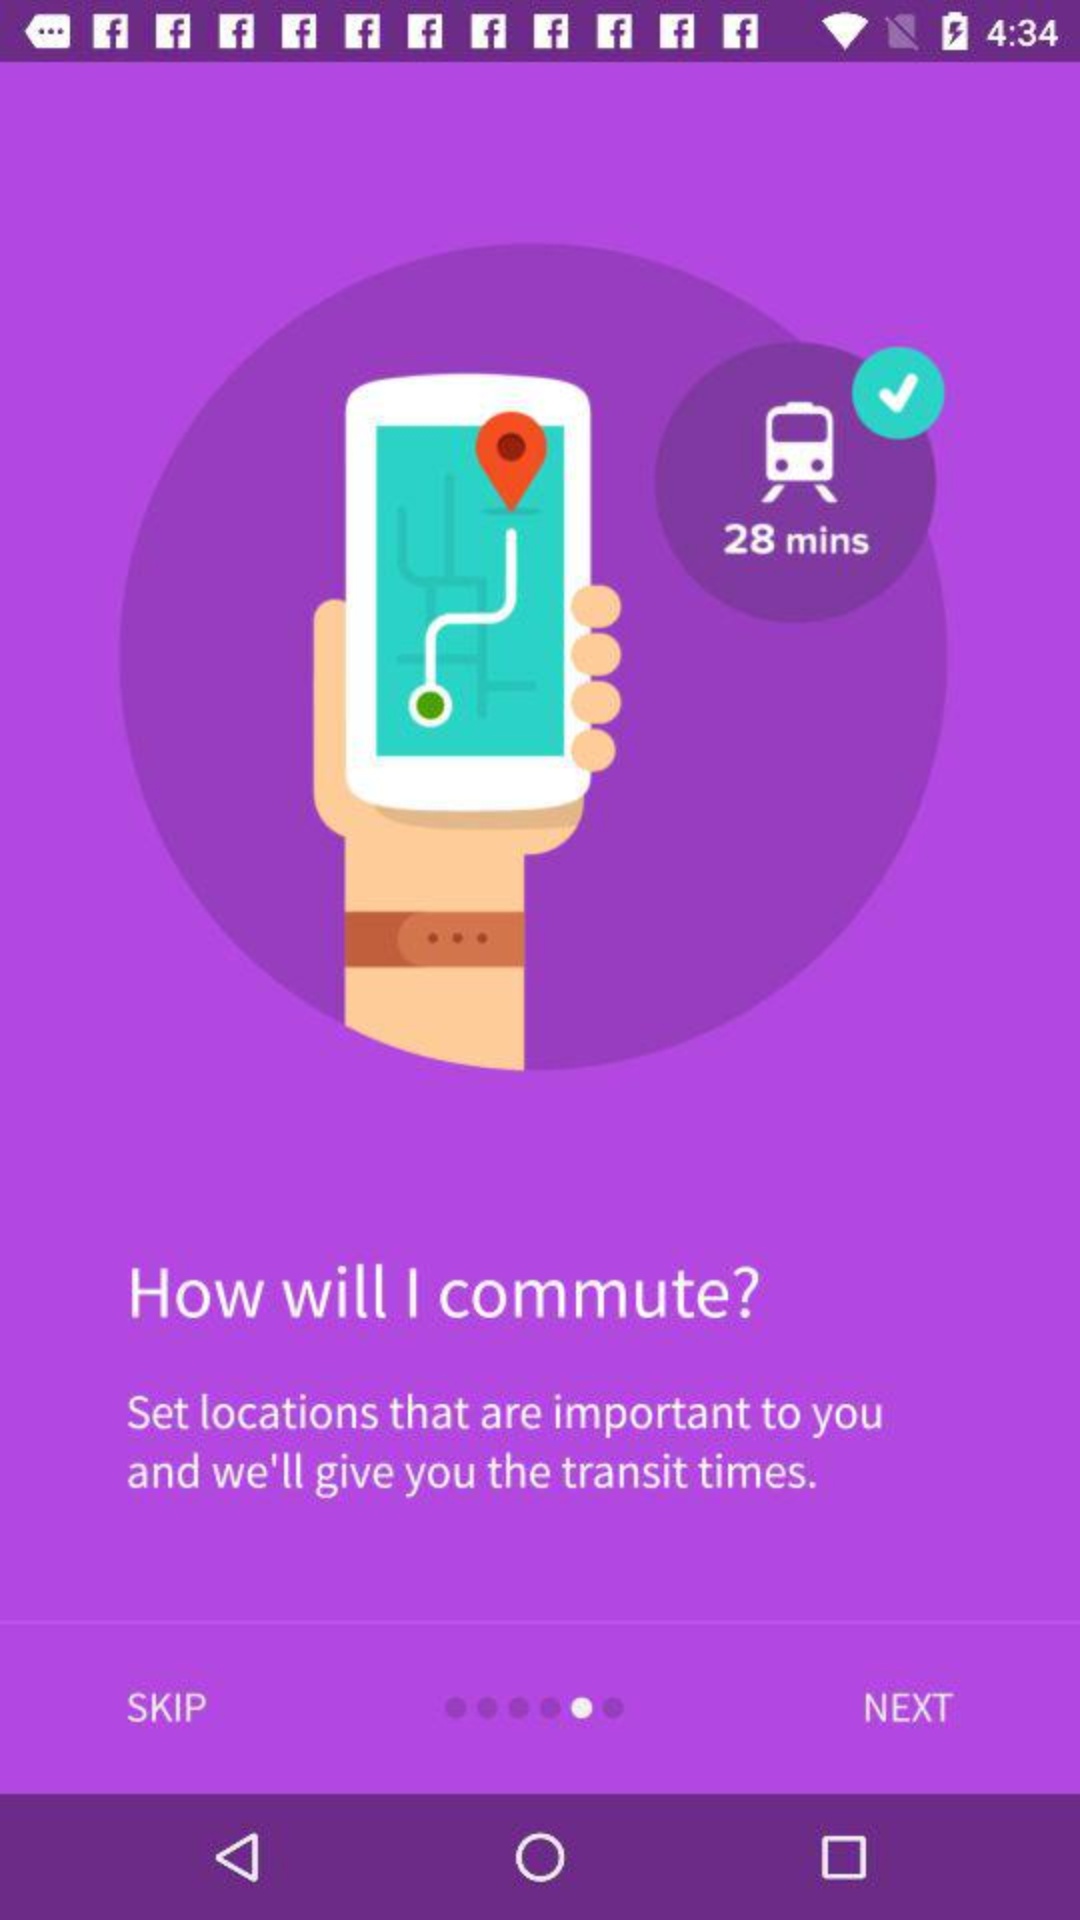 4:34
28 mins
How will I commute?
Set locations that are important to you
and we'll give you the transit times.
SKIP
NEXT